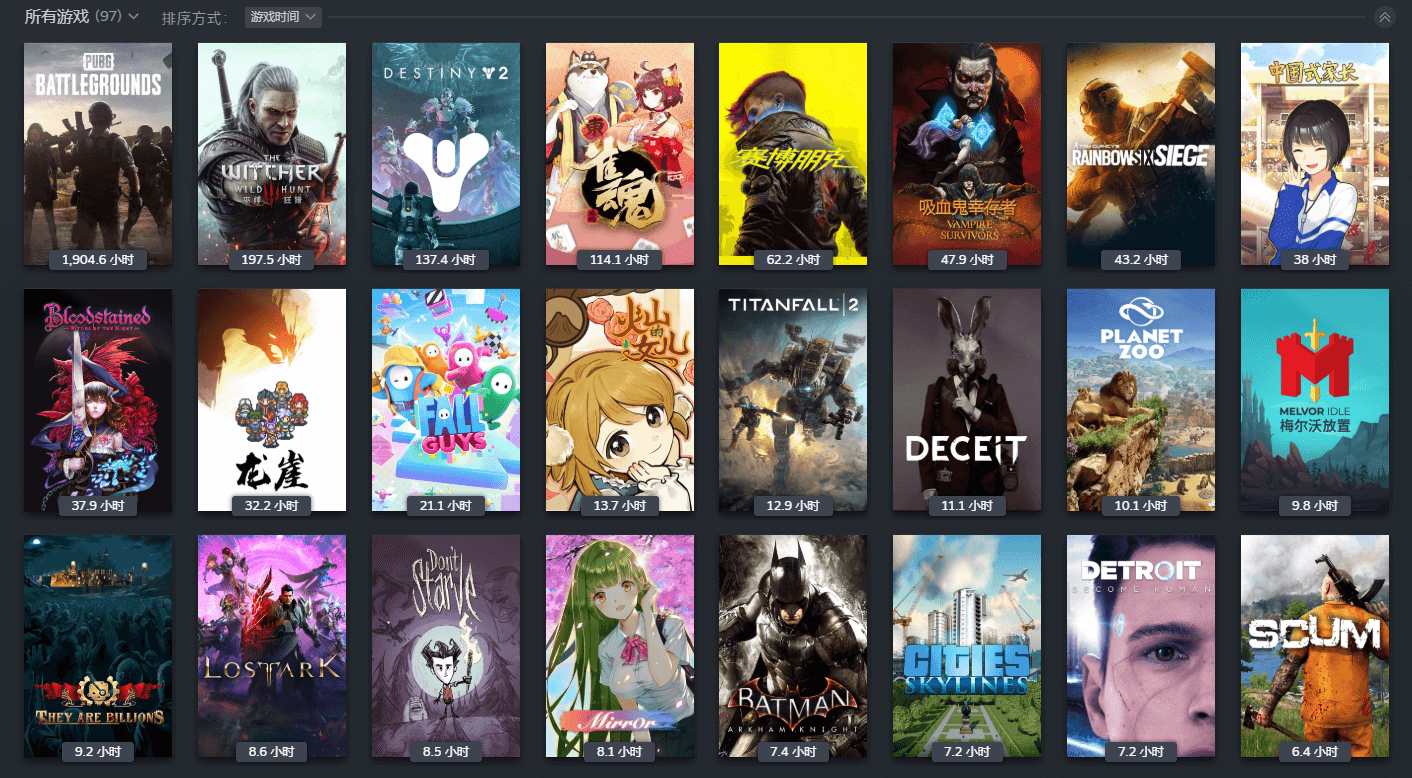 所有游戏 (97)
排序方式：
游戏时间
PUBG
BATTLEGROUNDS
1,904.6 小时
THE
WITCHER
WILD HUNT
巫师 狂猎
197.5 小时
DESTINY 2
137.4 小时
東
雀魂
114.1 小时
赛博朋克
62.2 小时
吸血鬼幸存者
VAMPIRE
SURVIVORS
47.9 小时
TOM CLANCY'S
RAINBOW SIX SIEGE
43.2 小时
中国式家长
38 小时
Bloodstained
RITUAL OF THE NIGHT
37.9 小时
龙崖
32.2 小时
FALL
GUYS
21.1 小时
火山
的
女儿
13.7 小时
TITANFALL 2
12.9 小时
DECEiT
11.1 小时
PLANET
ZOO
10.1 小时
MELVOR IDLE
梅尔沃放置
9.8 小时
THEY ARE BILLIONS
9.2 小时
LOST ARK
8.6 小时
Don't
Starve
8.5 小时
Mirror
8.1 小时
BATMAN
ARKHAM KNIGHT
7.4 小时
CITIES
SKYLINES
7.2 小时
DETROIT
BECOME HUMAN
7.2 小时
SCUM
6.4 小时